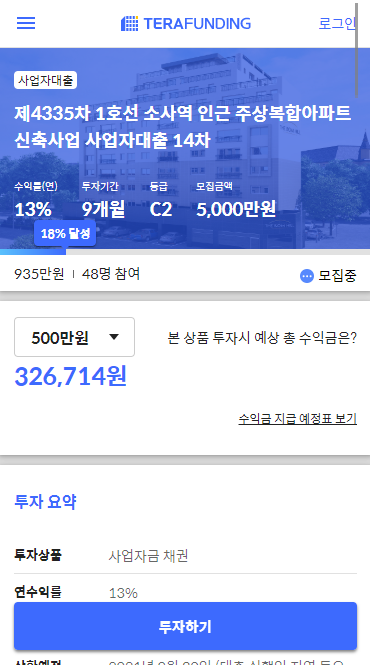 TERAFUNDING
로그인
사업자대출
제4335차 1호선 소사역 인근 주상복합아파트
신축사업 사업자대출 14차
수익률(연) 투자기간 등급 모집금액
13% 9개월 C2 5,000만원
18% 달성
935만원 | 48명 참여 모집중
500만원 본 상품 투자시 예상 총 수익금은?
326,714원
수익금 지급 예정표 보기
투자 요약
투자상품 사업자금 채권
연수익률 13%
투자하기